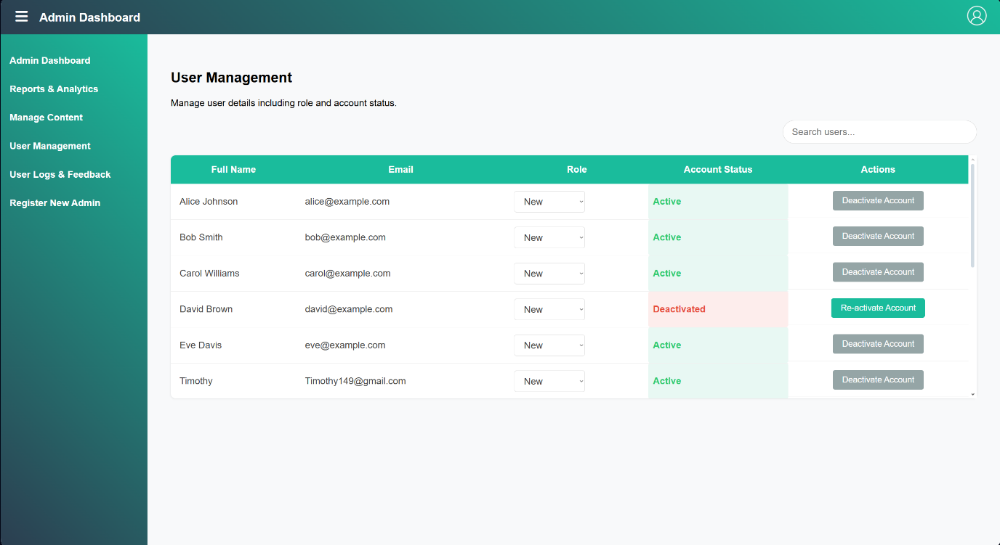 Admin Dashboard
Admin Dashboard
Reports & Analytics
Manage Content
User Management
User Logs & Feedback
Register New Admin
User Management
Manage user details including role and account status.
Search users...
Full Name Email Role Account Status Actions
Alice Johnson alice@example.com New Active Deactivate Account
Bob Smith bob@example.com New Active Deactivate Account
Carol Williams carol@example.com New Active Deactivate Account
David Brown david@example.com New Deactivated Re-activate Account
Eve Davis eve@example.com New Active Deactivate Account
Timothy Timothy149@gmail.com New Active Deactivate Account